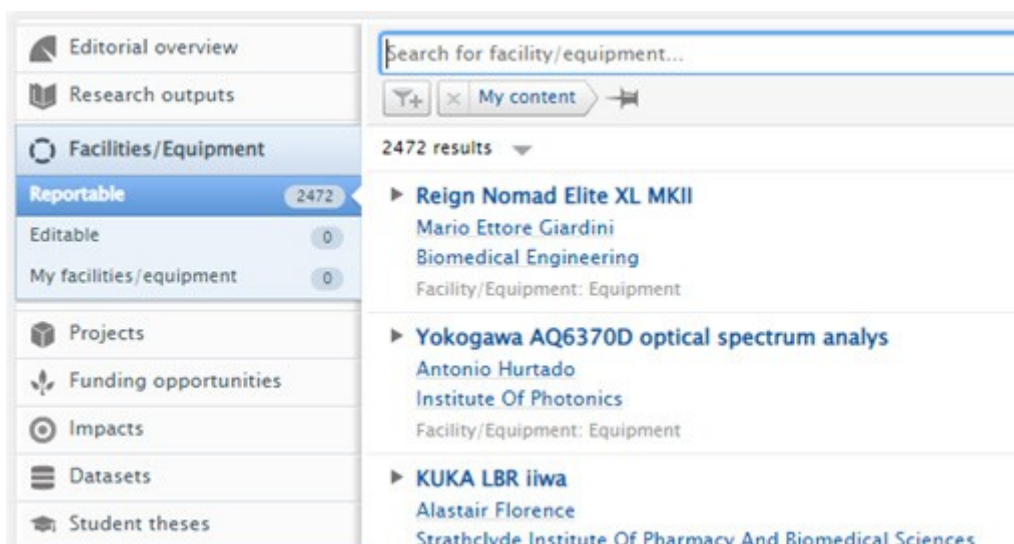 Editorial overview
Research outputs
Facilities/Equipment
Reportable 2472
Editable 0
My facilities/equipment 0
Projects
Funding opportunities
Impacts
Datasets
Student theses
Search for facility/equipment...
My content
2472 results
Reign Nomad Elite XL MKII
Mario Ettore Giardini
Biomedical Engineering
Facility/Equipment: Equipment
Yokogawa AQ6370D optical spectrum analys
Antonio Hurtado
Institute Of Photonics
Facility/Equipment: Equipment
KUKA LBR iiwa
Alastair Florence
Strathclyde Institute Of Pharmacy And Biomedical Sciences